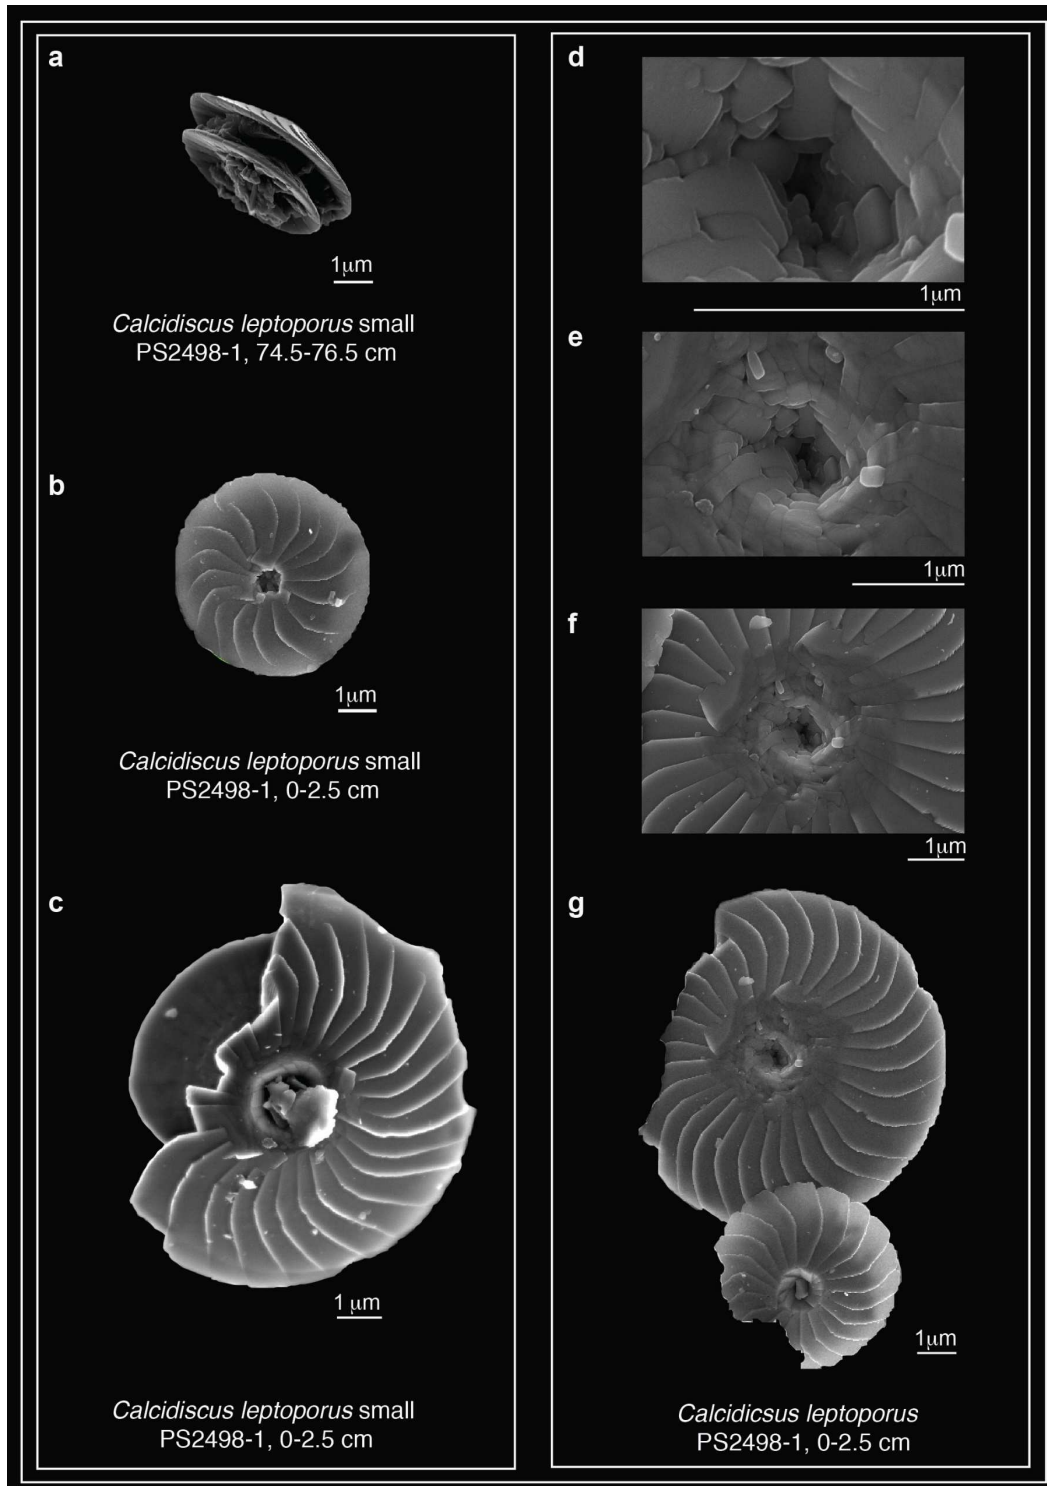 a
1μm
Calcidiscus leptoporus small
PS2498-1, 74.5-76.5 cm
b
1μm
Calcidiscus leptoporus small
PS2498-1, 0-2.5 cm
c
1 μm
Calcidiscus leptoporus small
PS2498-1, 0-2.5 cm
d
1μm
e
1μm
f
1μm
g
1μm
Calcidicsus leptoporus
PS2498-1, 0-2.5 cm